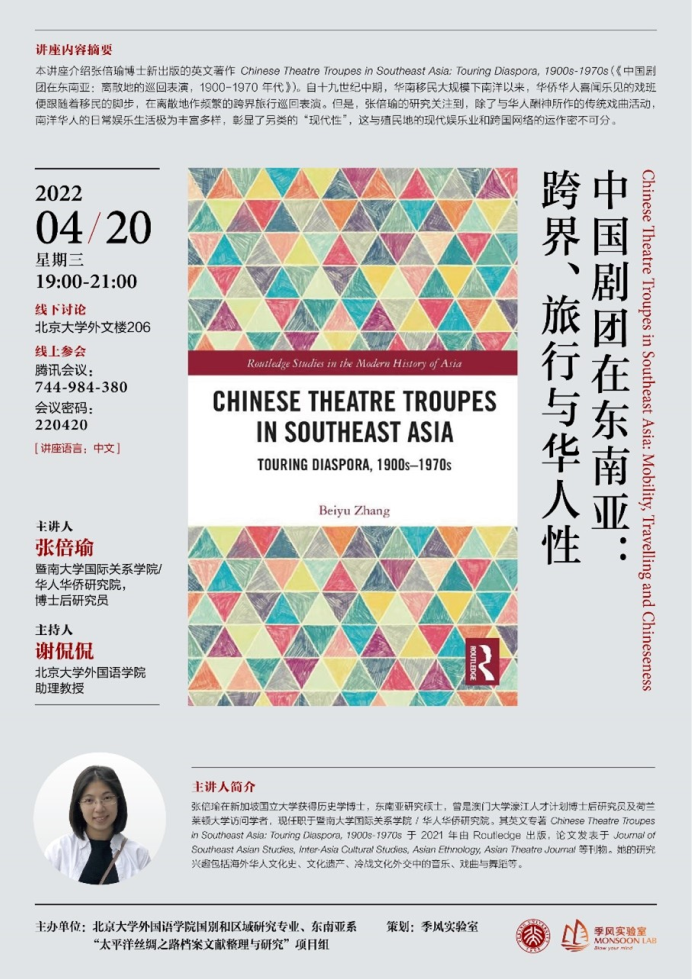 讲座内容摘要
本讲座介绍张倍瑜博士新出版的英文著作 Chinese Theatre Troupes in Southeast Asia: Touring Diaspora, 1900s-1970s (《中国剧
团在东南亚：离散地的巡回表演，1900-1970 年代》)。自十九世纪中期，华南移民大规模下南洋以来，华侨华人喜闻乐见的戏班
便跟随着移民的脚步，在离散地作频繁的跨界旅行巡回表演。但是，张倍瑜的研究关注到，除了与华人酬神所作的传统戏曲活动，
南洋华人的日常娱乐生活极为丰富多样，彰显了另类的“现代性”，这与殖民地的现代娱乐业和跨国网络的运作密不可分。
2022
04/20
星期三
19:00-21:00
线下讨论
北京大学外文楼206
线上参会
腾讯会议：
744-984-380
会议密码：
220420
[ 讲座语言：中文 ]
主讲人
张倍瑜
暨南大学国际关系学院/
华人华侨研究院，
博士后研究员
主持人
谢侃侃
北京大学外国语学院
助理教授
Routledge Studies in the Modern History of Asia
CHINESE THEATRE TROUPES
IN SOUTHEAST ASIA
TOURING DIASPORA, 1900s–1970s
Beiyu Zhang
ROUTLEDGE
中国剧团在东南亚：
跨界、旅行与华人性
Chinese Theatre Troupes in Southeast Asia: Mobility, Travelling and Chineseness
主讲人简介
张倍瑜在新加坡国立大学获得历史学博士，东南亚研究硕士，曾是澳门大学濠江人才计划博士后研究员及荷兰
莱顿大学访问学者，现任职于暨南大学国际关系学院 / 华人华侨研究院。其英文专著 Chinese Theatre Troupes
in Southeast Asia: Touring Diaspora, 1900s-1970s 于 2021 年由 Routledge 出版，论文发表于 Journal of
Southeast Asian Studies, Inter-Asia Cultural Studies, Asian Ethnology, Asian Theatre Journal 等刊物。她的研究
兴趣包括海外华人文化史、文化遗产、冷战文化外交中的音乐、戏曲与舞蹈等。
主办单位：北京大学外国语学院国别和区域研究专业、东南亚系
“太平洋丝绸之路档案文献整理与研究”项目组
策划：季风实验室
季风实验室
MONSOON LAB
Blow your mind